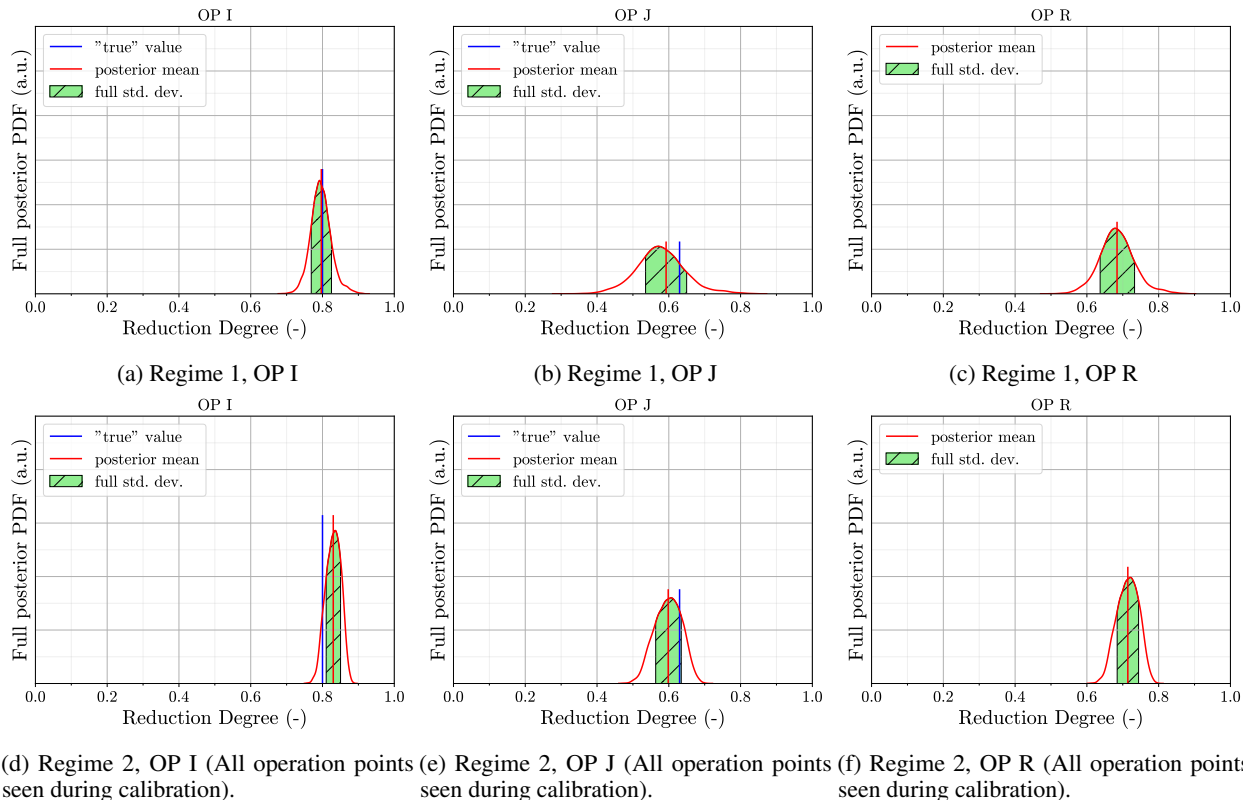 OP I
Full posterior PDF (a.u.)
"true" value
posterior mean
full std. dev.
0.0 0.2 0.4 0.6 0.8 1.0
Reduction Degree (-)
(a) Regime 1, OP I
OP J
Full posterior PDF (a.u.)
"true" value
posterior mean
full std. dev.
0.0 0.2 0.4 0.6 0.8 1.0
Reduction Degree (-)
(b) Regime 1, OP J
OP R
Full posterior PDF (a.u.)
posterior mean
full std. dev.
0.0 0.2 0.4 0.6 0.8 1.0
Reduction Degree (-)
(c) Regime 1, OP R
OP I
Full posterior PDF (a.u.)
"true" value
posterior mean
full std. dev.
0.0 0.2 0.4 0.6 0.8 1.0
Reduction Degree (-)
(d) Regime 2, OP I (All operation points
seen during calibration).
OP J
Full posterior PDF (a.u.)
"true" value
posterior mean
full std. dev.
0.0 0.2 0.4 0.6 0.8 1.0
Reduction Degree (-)
(e) Regime 2, OP J (All operation points
seen during calibration).
OP R
Full posterior PDF (a.u.)
posterior mean
full std. dev.
0.0 0.2 0.4 0.6 0.8 1.0
Reduction Degree (-)
(f) Regime 2, OP R (All operation points
seen during calibration).